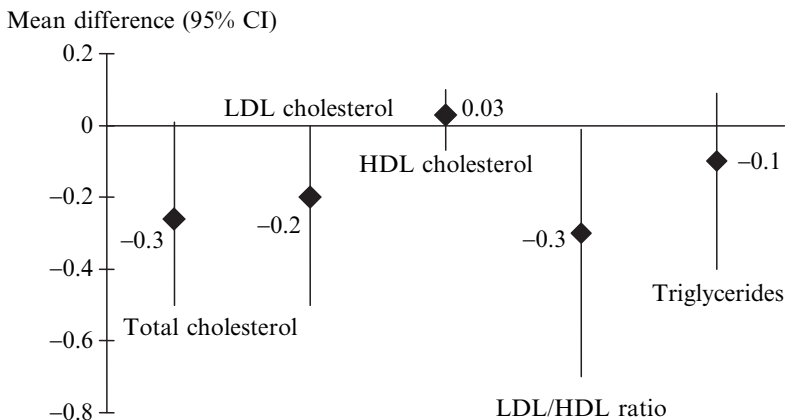 Mean difference (95% CI)
0.2
LDL cholesterol
0.03
0
HDL cholesterol
–0.1
–0.2
–0.2
–0.3
–0.3
–0.4
Triglycerides
Total cholesterol
–0.6
LDL/HDL ratio
–0.8